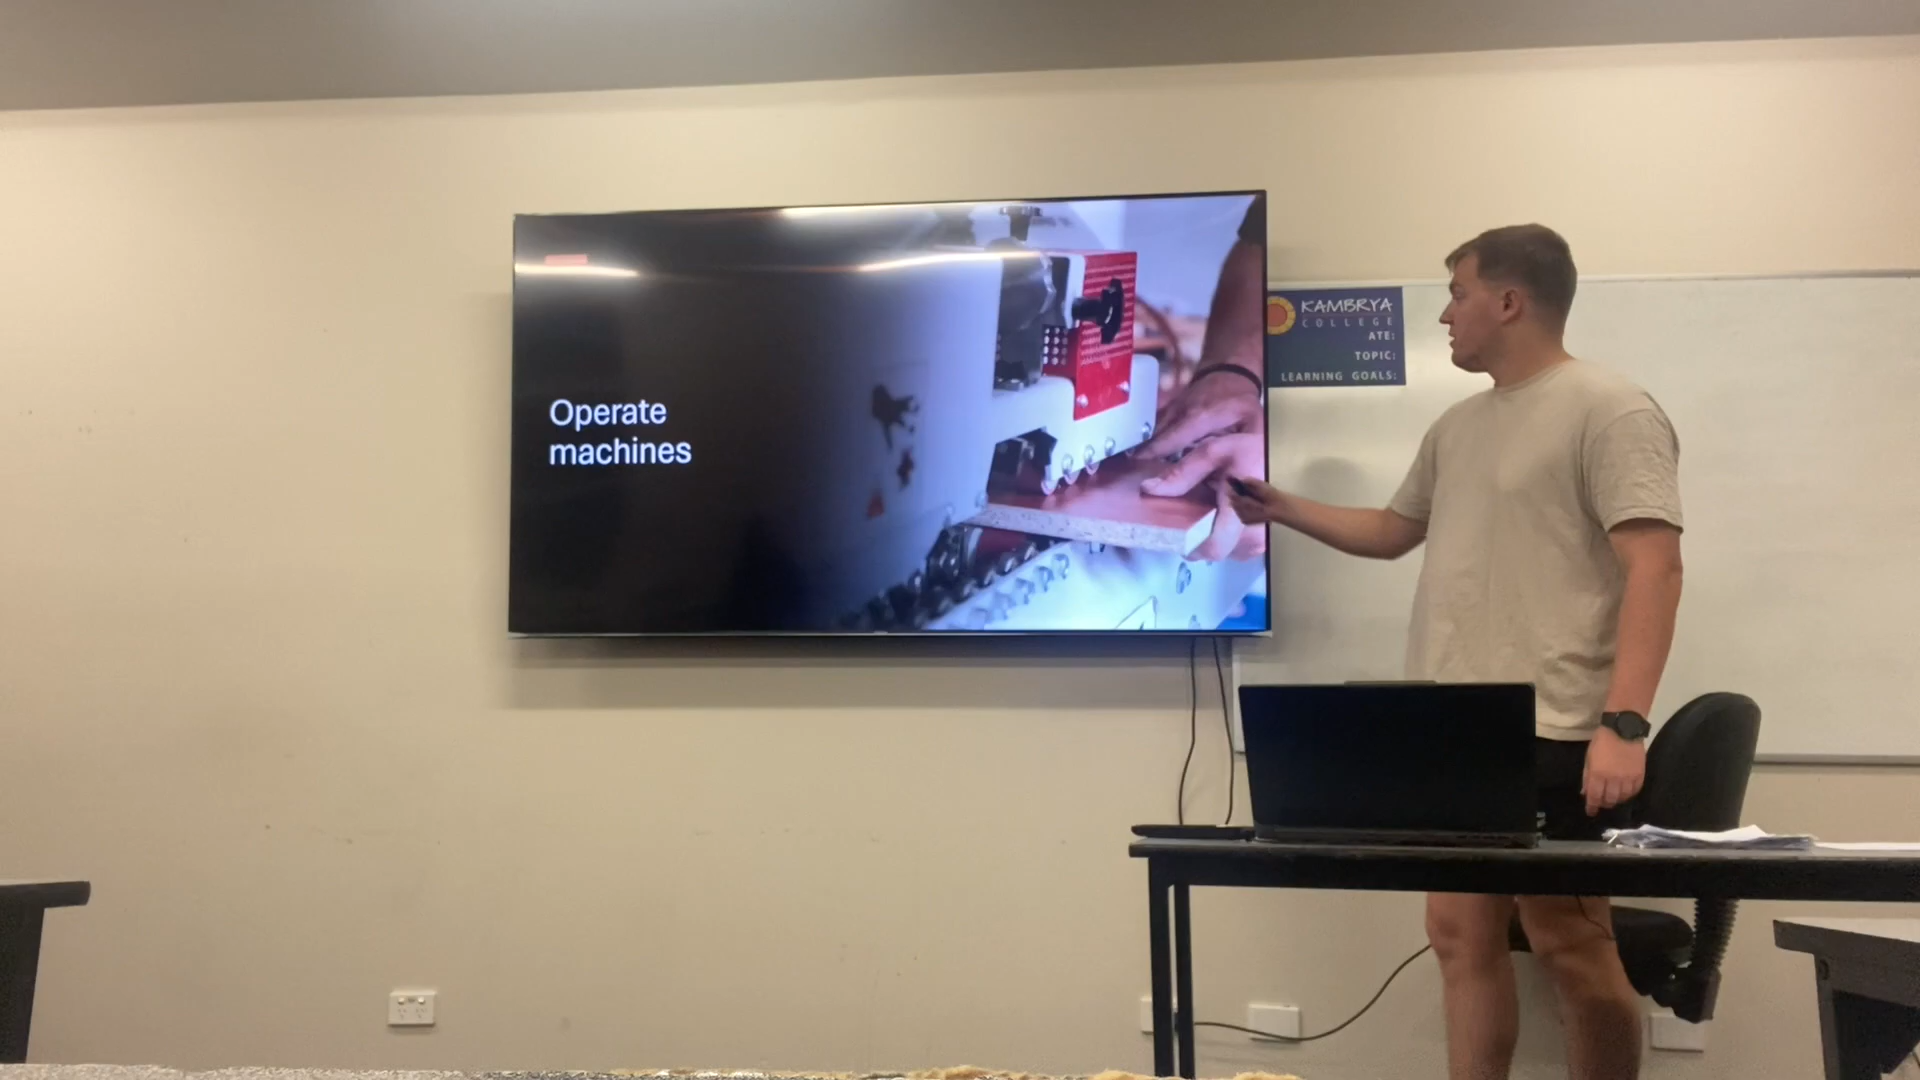 Operate
machines
KAMBRYA
COLLEGE
ATE:
TOPIC:
LEARNING GOALS: